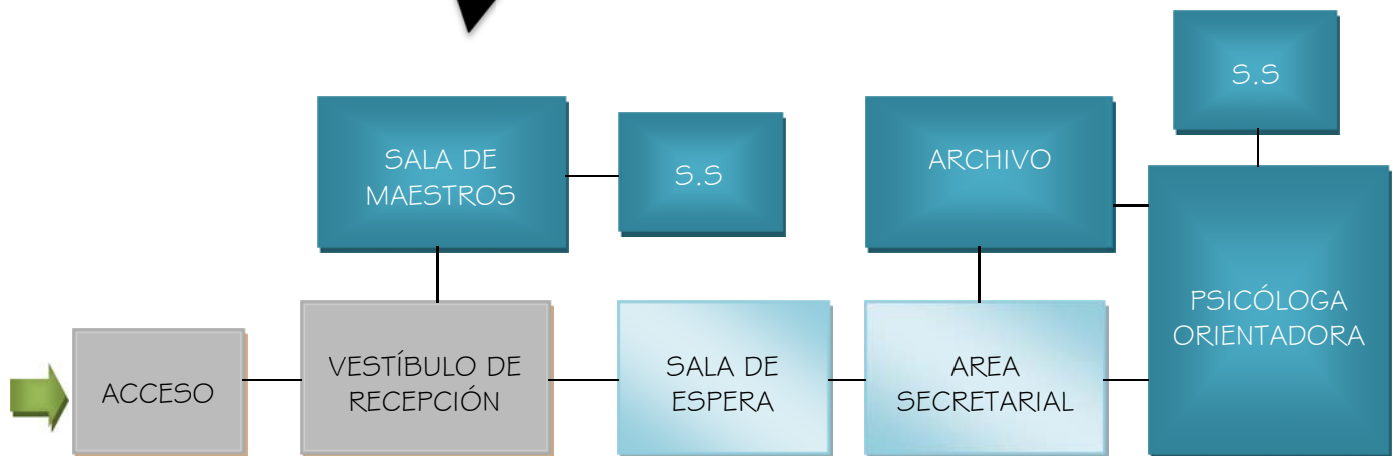 S.S
SALA DE
MAESTROS
S.S
ARCHIVO
PSICÓLOGA
ORIENTADORA
ACCESO
VESTÍBULO DE
RECEPCIÓN
SALA DE
ESPERA
AREA
SECRETARIAL